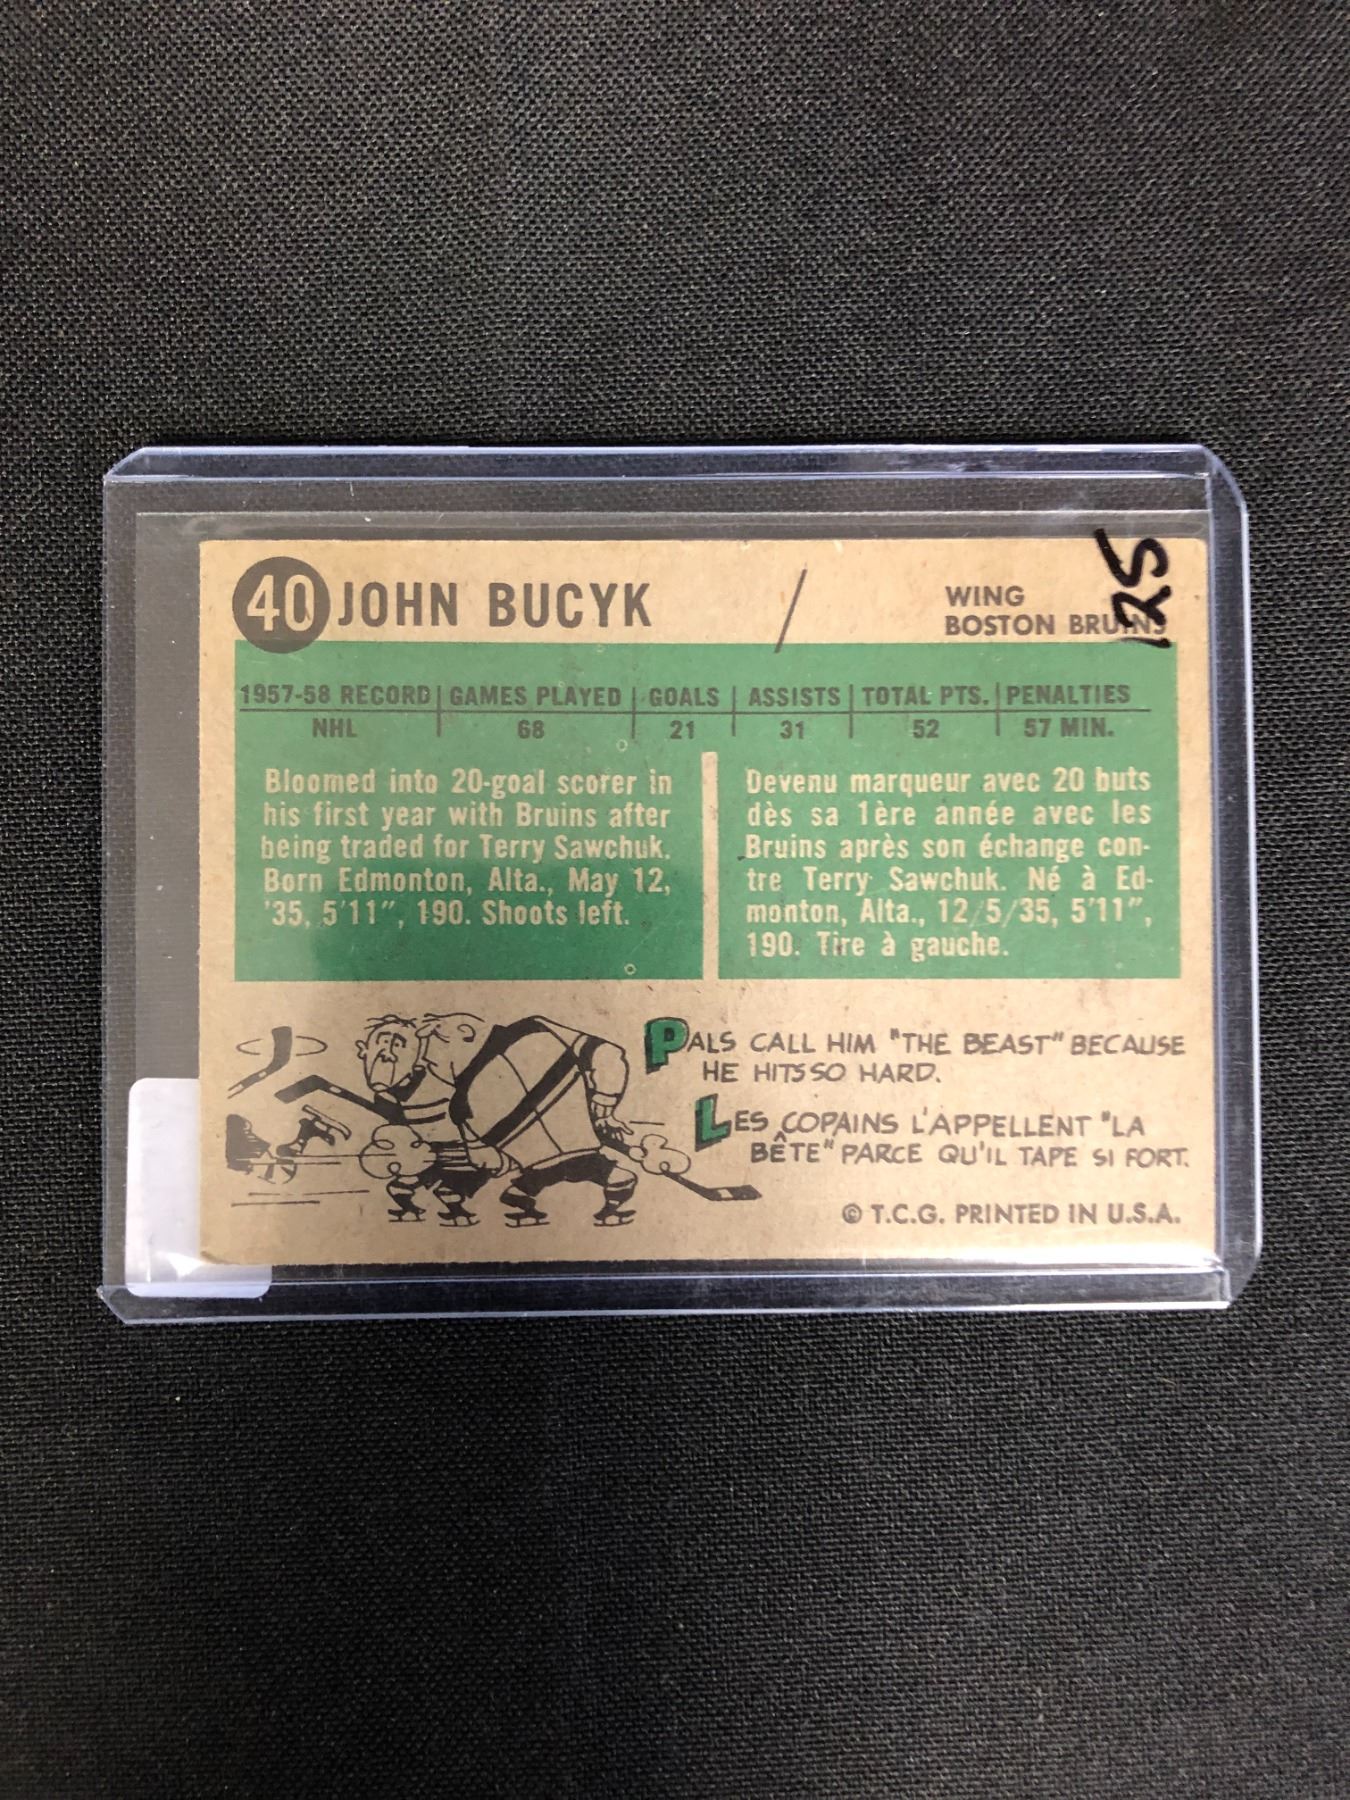 40 JOHN BUCYK / WING
BOSTON BRUINS
125
1957-58 RECORD GAMES PLAYED GOALS ASSISTS TOTAL PTS. PENALTIES
NHL 68 21 31 52 57 MIN.
Bloomed into 20-goal scorer in
his first year with Bruins after
being traded for Terry Sawchuk.
Born Edmonton, Alta., May 12,
'35, 5'11", 190. Shoots left.
Devenu marqueur avec 20 buts
dès sa 1ère année avec les
Bruins après son échange con-
tre Terry Sawchuk. Né à Ed-
monton, Alta., 12/5/35, 5'11",
190. Tire à gauche.
PALS CALL HIM "THE BEAST" BECAUSE
HE HITS SO HARD.
LES COPAINS L'APPELLENT "LA
BÊTE" PARCE QU'IL TAPE SI FORT.
© T.C.G. PRINTED IN U.S.A.